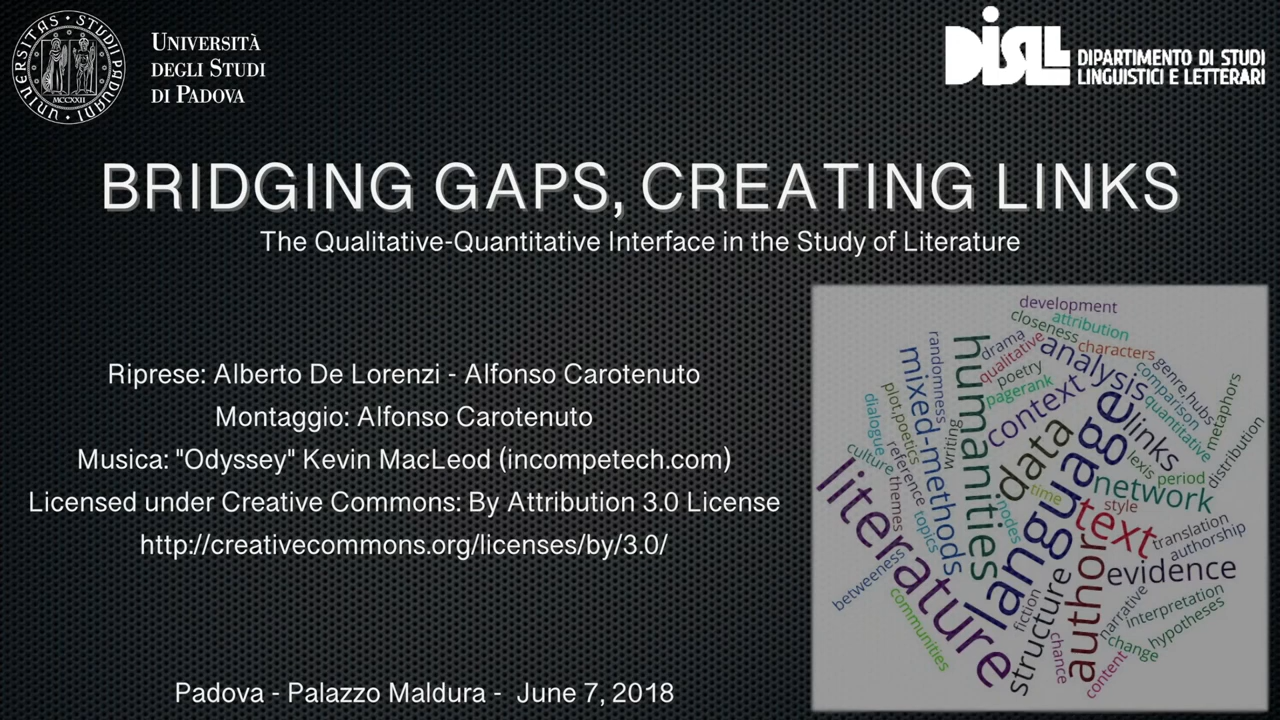 UNIVERSITAS STUDII PADUANI
MCCXXII
UNIVERSITÀ
DEGLI STUDI
DI PADOVA
DiSLL
DIPARTIMENTO DI STUDI
LINGUISTICI E LETTERARI
BRIDGING GAPS, CREATING LINKS
The Qualitative-Quantitative Interface in the Study of Literature
Riprese: Alberto De Lorenzi - Alfonso Carotenuto
Montaggio: Alfonso Carotenuto
Musica: "Odyssey" Kevin MacLeod (incompetech.com)
Licensed under Creative Commons: By Attribution 3.0 License
http://creativecommons.org/licenses/by/3.0/
Padova - Palazzo Maldura - June 7, 2018
development
closeness
attribution
drama
characters
qualitative
analysis
genre,hubs
randomness
humanities
poetry
comparison
metaphors
mixed-methods
pagerank
context
quantitative
plot,poetics
dialogue
writing
data
language
links
distribution
culture
reference
lexis
period
themes
time
network
literature
topics
nodes
text
style
translation
authorship
betweeness
evidence
communities
fiction
structure
author
narrative
interpretation
hypotheses
change
chance
content